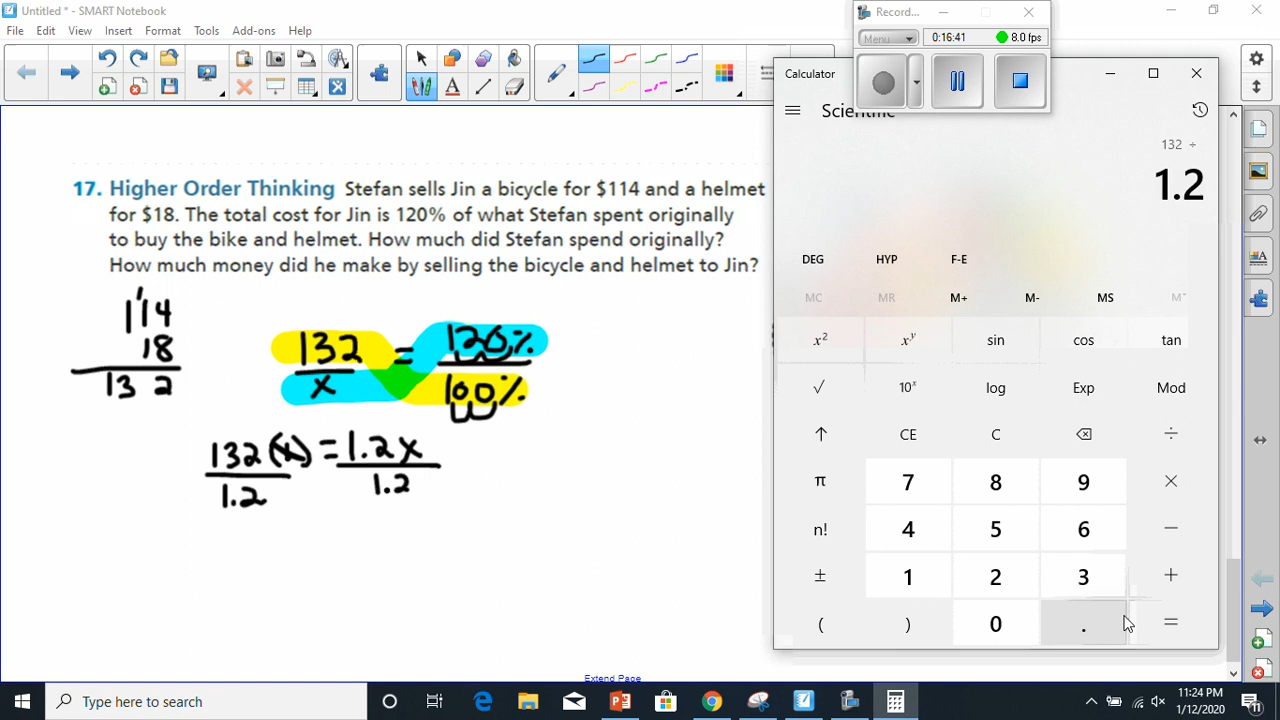 Untitled * - SMART Notebook
File Edit View Insert Format Tools Add-ons Help
Record...
Menu 0:16:41 8.0 fps
Calculator
Scientific
132 ÷
1.2
DEG HYP F-E
MC MR M+ M- MS M˅
x² xʸ sin cos tan
√ 10ˣ log Exp Mod
↑ CE C ⌫ ÷
π 7 8 9 ×
n! 4 5 6 −
± 1 2 3 +
( ) 0 . =
17. Higher Order Thinking Stefan sells Jin a bicycle for $114 and a helmet
for $18. The total cost for Jin is 120% of what Stefan spent originally
to buy the bike and helmet. How much did Stefan spend originally?
How much money did he make by selling the bicycle and helmet to Jin?
1
114
18
132
132 = 120%
x 100%
132(x) = 1.2x
1.2 1.2
Extend Page
Type here to search
11:24 PM
1/12/2020
11